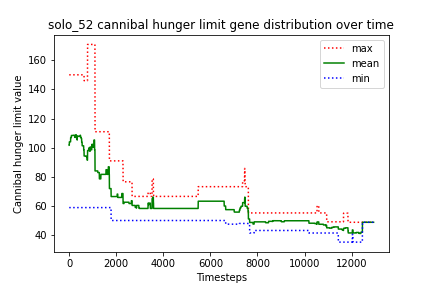 solo_52 cannibal hunger limit gene distribution over time
max
mean
min
Cannibal hunger limit value
160
140
120
100
80
60
40
0 2000 4000 6000 8000 10000 12000
Timesteps